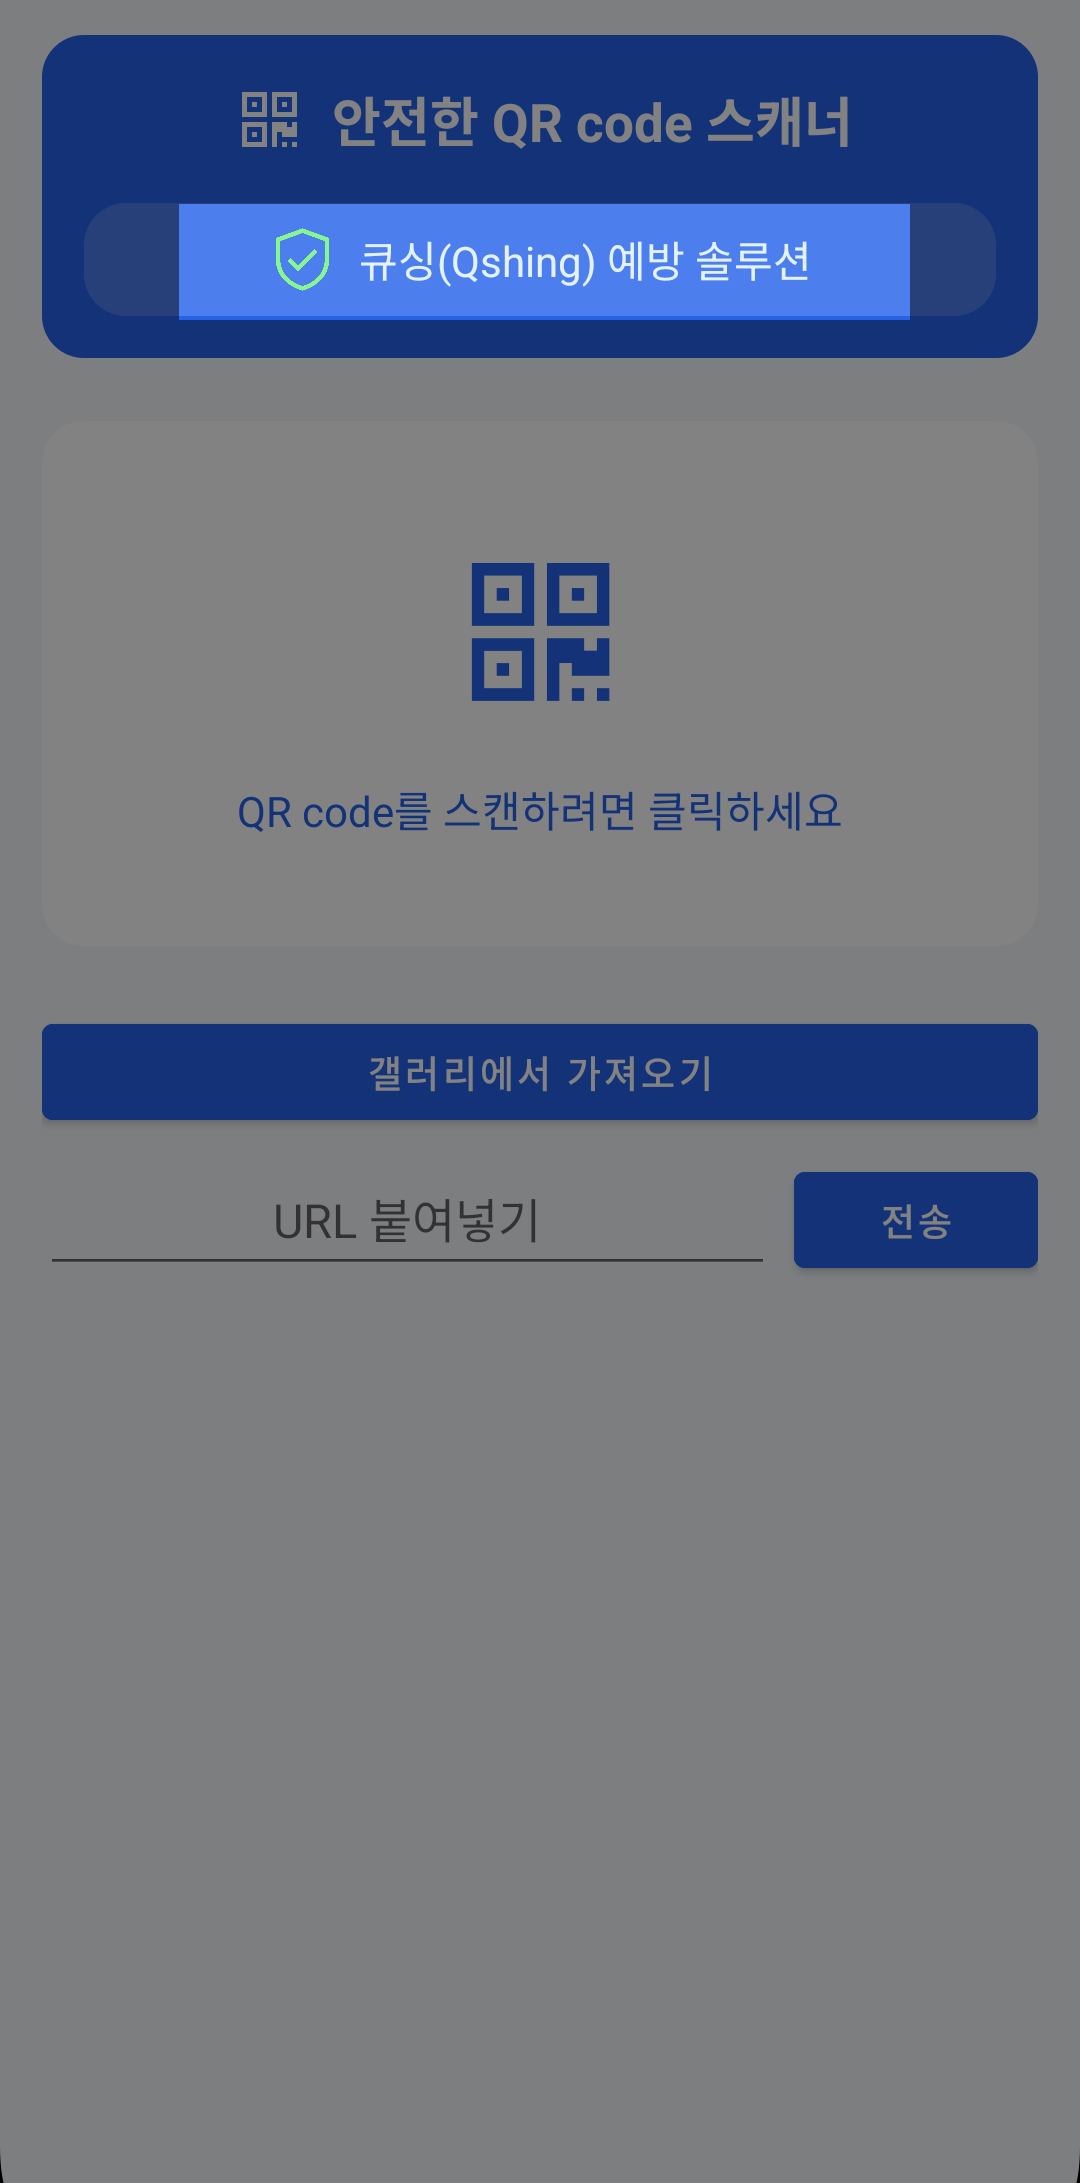 안전한 QR code 스캐너
큐싱(Qshing) 예방 솔루션
QR code를 스캔하려면 클릭하세요
갤러리에서 가져오기
URL 붙여넣기
전송